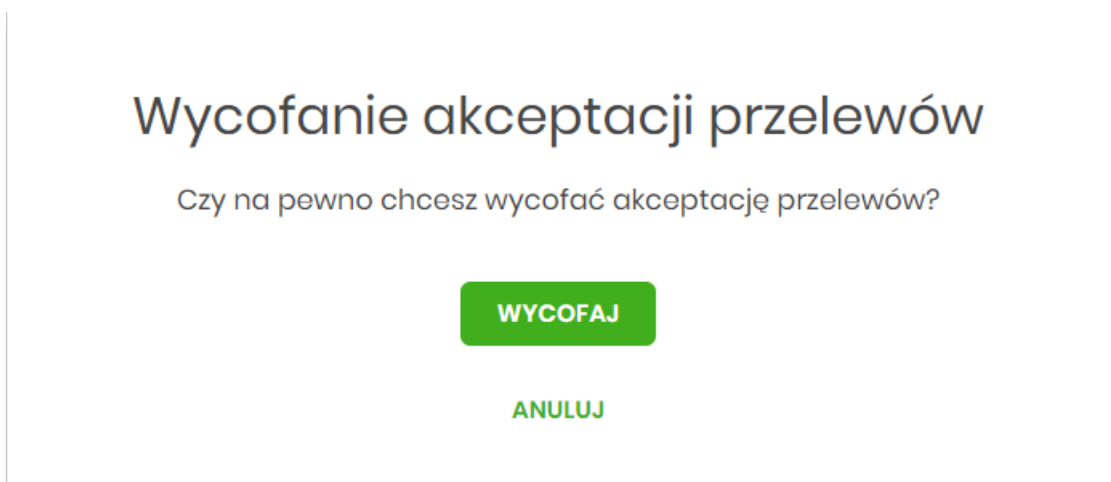 Wycofanie akceptacji przelewów
Czy na pewno chcesz wycofać akceptację przelewów?
WYCOFAJ
ANULUJ